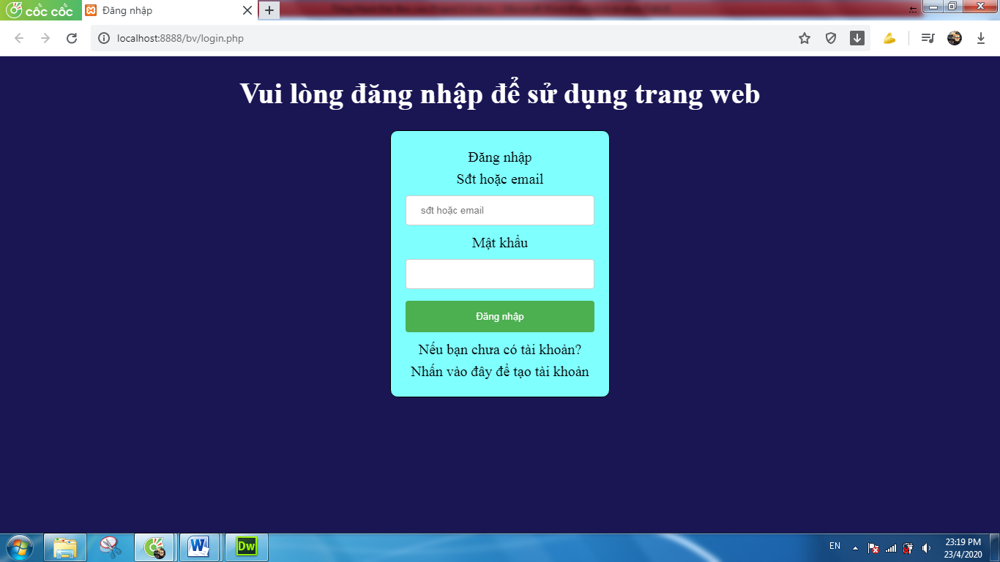 cốc cốc
Đăng nhập
localhost:8888/bv/login.php
Vui lòng đăng nhập để sử dụng trang web
Đăng nhập
Sđt hoặc email
sđt hoặc email
Mật khẩu
Đăng nhập
Nếu bạn chưa có tài khoản?
Nhấn vào đây để tạo tài khoản
W
Dw
EN
23:19 PM
23/4/2020